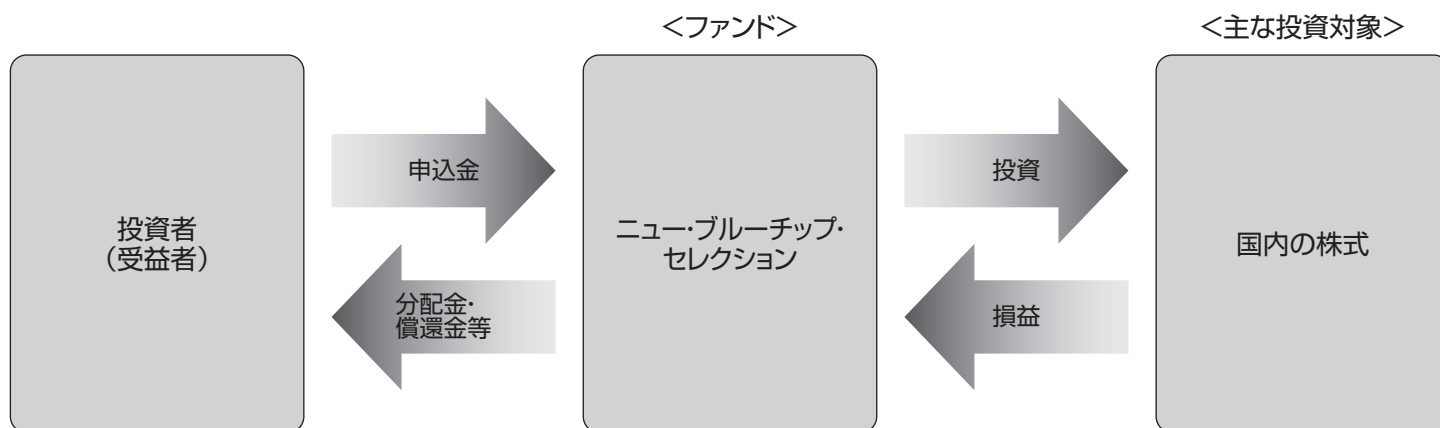 ＜ファンド＞
＜主な投資対象＞
投資者
（受益者）
申込金
分配金・
償還金等
ニュー・ブルーチップ・
セレクション
投資
損益
国内の株式